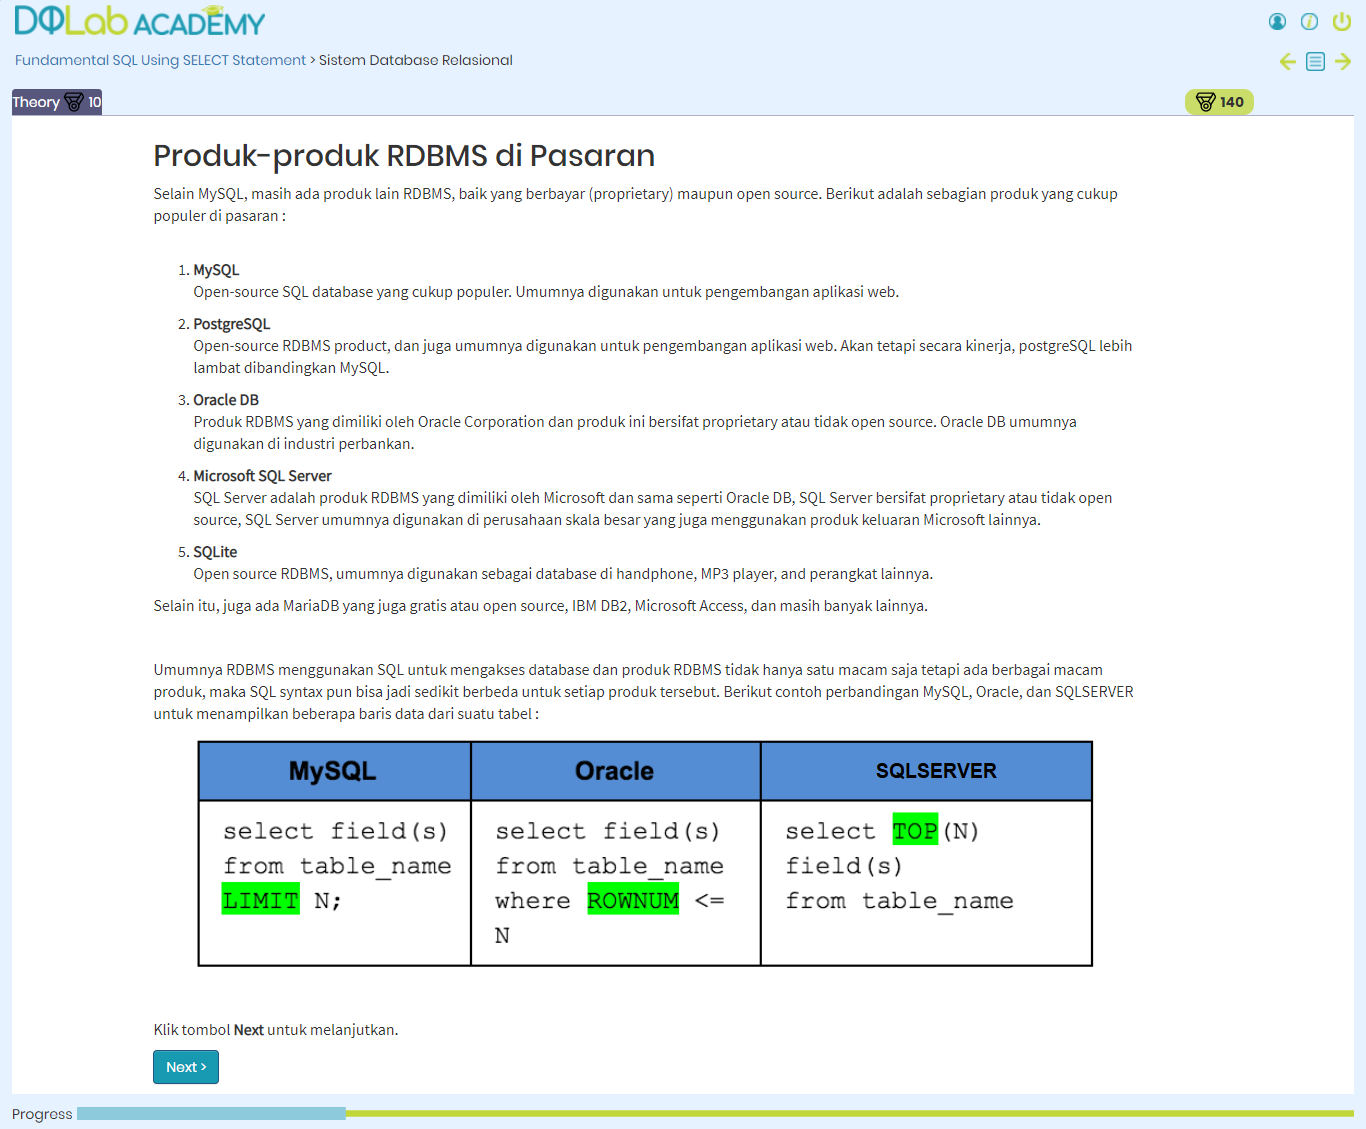 DQLab ACADEMY
Fundamental SQL Using SELECT Statement > Sistem Database Relasional
Theory 10
140
Produk-produk RDBMS di Pasaran
Selain MySQL, masih ada produk lain RDBMS, baik yang berbayar (proprietary) maupun open source. Berikut adalah sebagian produk yang cukup
populer di pasaran :
1. MySQL
Open-source SQL database yang cukup populer. Umumnya digunakan untuk pengembangan aplikasi web.
2. PostgreSQL
Open-source RDBMS product, dan juga umumnya digunakan untuk pengembangan aplikasi web. Akan tetapi secara kinerja, postgreSQL lebih
lambat dibandingkan MySQL.
3. Oracle DB
Produk RDBMS yang dimiliki oleh Oracle Corporation dan produk ini bersifat proprietary atau tidak open source. Oracle DB umumnya
digunakan di industri perbankan.
4. Microsoft SQL Server
SQL Server adalah produk RDBMS yang dimiliki oleh Microsoft dan sama seperti Oracle DB, SQL Server bersifat proprietary atau tidak open
source, SQL Server umumnya digunakan di perusahaan skala besar yang juga menggunakan produk keluaran Microsoft lainnya.
5. SQLite
Open source RDBMS, umumnya digunakan sebagai database di handphone, MP3 player, and perangkat lainnya.
Selain itu, juga ada MariaDB yang juga gratis atau open source, IBM DB2, Microsoft Access, dan masih banyak lainnya.
Umumnya RDBMS menggunakan SQL untuk mengakses database dan produk RDBMS tidak hanya satu macam saja tetapi ada berbagai macam
produk, maka SQL syntax pun bisa jadi sedikit berbeda untuk setiap produk tersebut. Berikut contoh perbandingan MySQL, Oracle, dan SQLSERVER
untuk menampilkan beberapa baris data dari suatu tabel :
MySQL
Oracle
SQLSERVER
select field(s)
from table_name
LIMIT N;
select field(s)
from table_name
where ROWNUM <=
N
select TOP(N)
field(s)
from table_name
Klik tombol Next untuk melanjutkan.
Next >
Progress